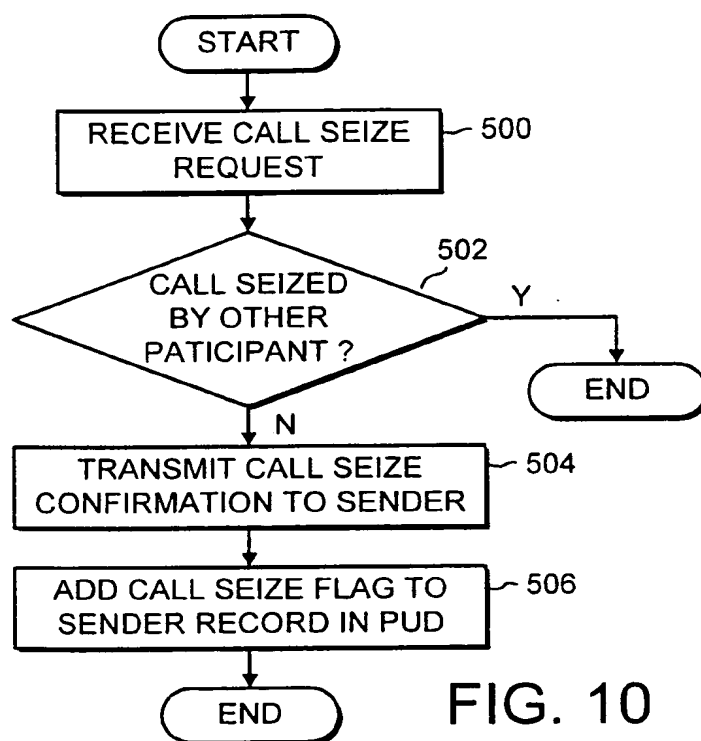 START
RECEIVE CALL SEIZE
REQUEST
500
502
CALL SEIZED
BY OTHER
PATICIPANT ?
Y
END
N
TRANSMIT CALL SEIZE
CONFIRMATION TO SENDER
504
ADD CALL SEIZE FLAG TO
SENDER RECORD IN PUD
506
END
FIG. 10